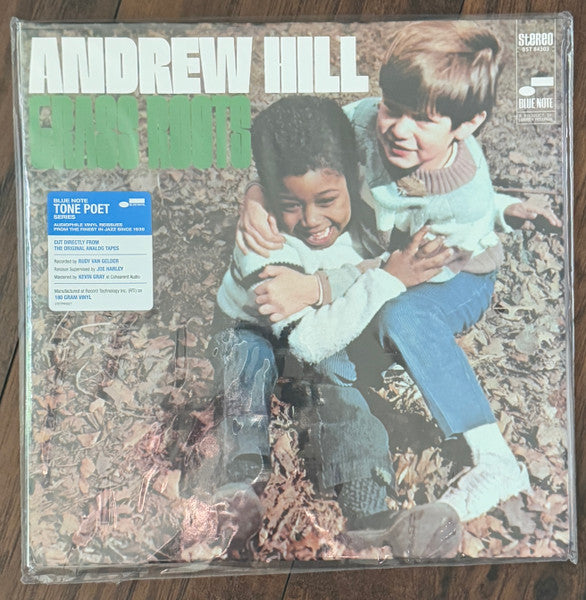 ANDREW HILL
GRASS ROOTS
stereo
BST 84303
BLUE NOTE
BLUE NOTE
TONE POET
SERIES
AUDIOPHILE VINYL REISSUES
FROM THE FINEST IN JAZZ SINCE 1939
CUT DIRECTLY FROM
THE ORIGINAL ANALOG TAPES
Recorded by RUDY VAN GELDER
Reissue Supervised by JOE HARLEY
Mastered by KEVIN GRAY at Cohearent Audio
Manufactured at Record Technology Inc. (RTI) on
180 GRAM VINYL